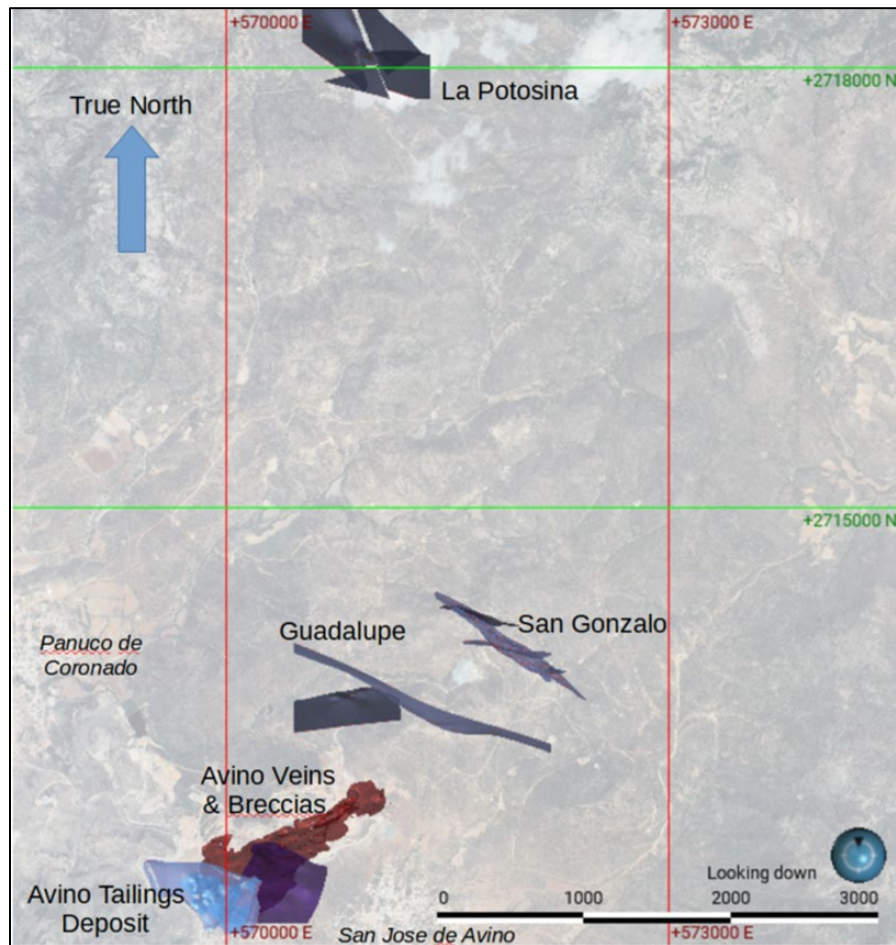 +570000 E
+573000 E
+2718000 N
La Potosina
True North
+2715000 N
San Gonzalo
Guadalupe
Panuco de
Coronado
Avino Veins
& Breccias
Looking down
Avino Tailings
Deposit
0 1000 2000 3000
+570000 E
+573000 E
San Jose de Avino